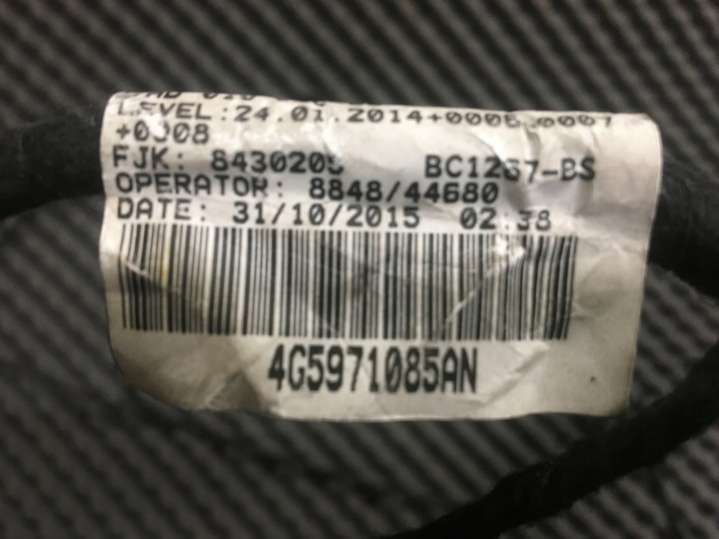 LEVEL:24.01.2014+0006 0007
+0008
FJK: 8430205 BC1267-BS
OPERATOR: 8848/44680
DATE: 31/10/2015 02:38
4G5971085AN